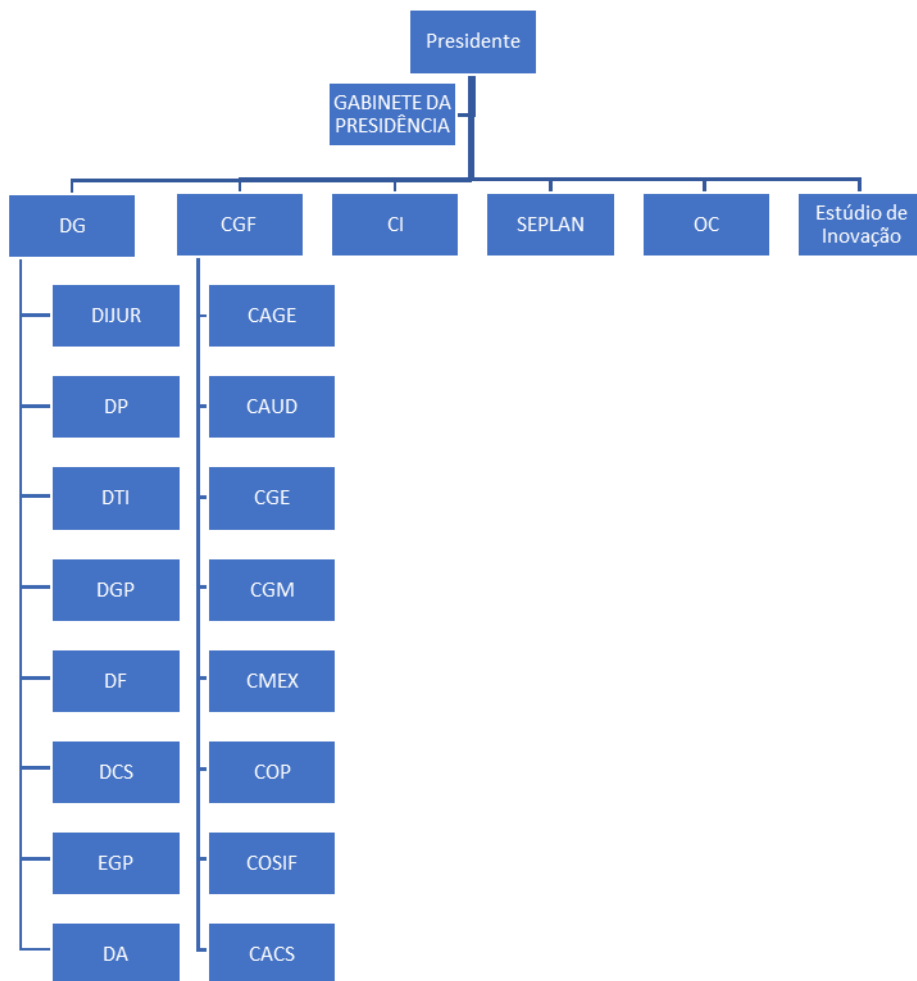 Presidente
GABINETE DA
PRESIDÊNCIA
DG
CGF
CI
SEPLAN
OC
Estúdio de
Inovação
DIJUR
CAGE
DP
CAUD
DTI
CGE
DGP
CGM
DF
CMEX
DCS
COP
EGP
COSIF
DA
CACS